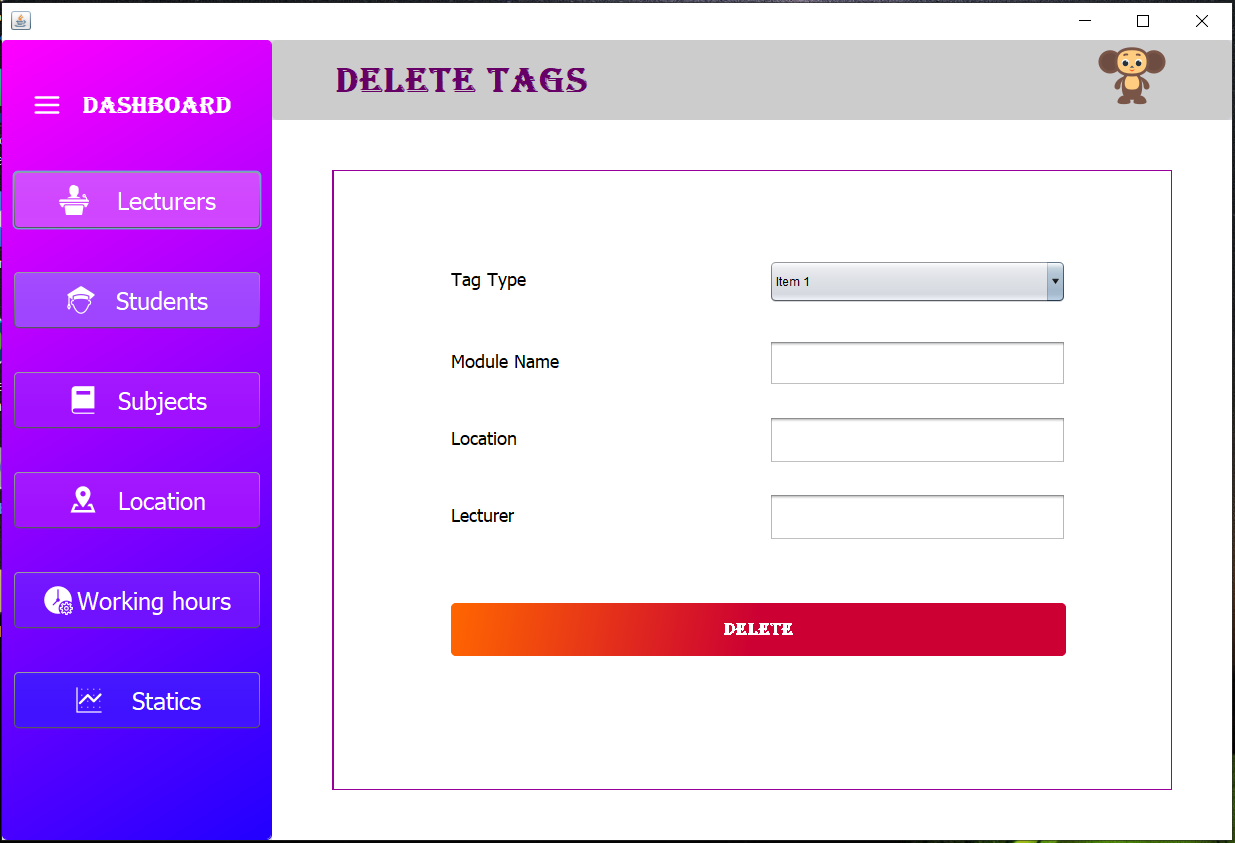 DELETE TAGS
DASHBOARD
Lecturers
Students
Subjects
Location
Working hours
Statics
Tag Type
Item 1
Module Name
Location
Lecturer
DELETE